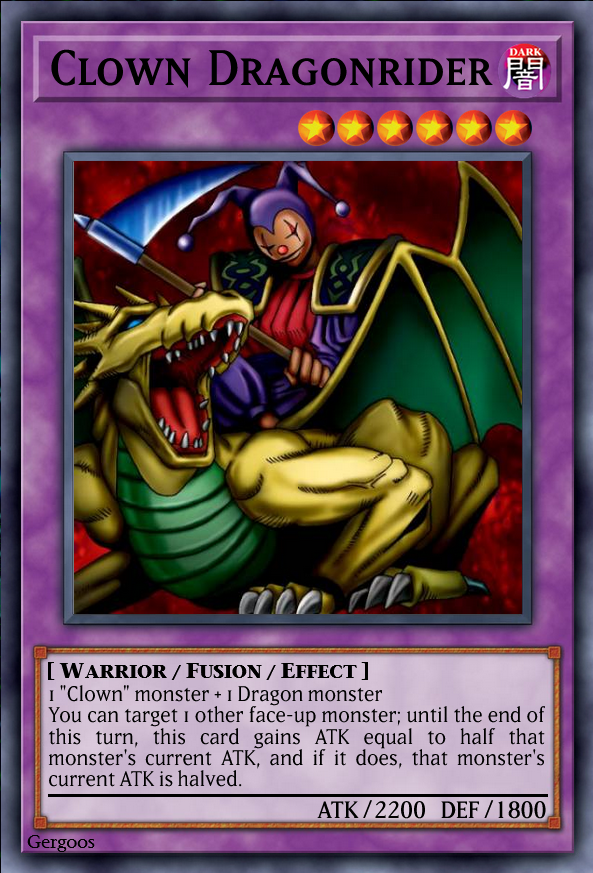 Clown Dragonrider
DARK
闇
[ Warrior / Fusion / Effect ]
1 "Clown" monster + 1 Dragon monster
You can target 1 other face-up monster; until the end of
this turn, this card gains ATK equal to half that
monster's current ATK, and if it does, that monster's
current ATK is halved.
ATK / 2200 DEF / 1800
Gergoos